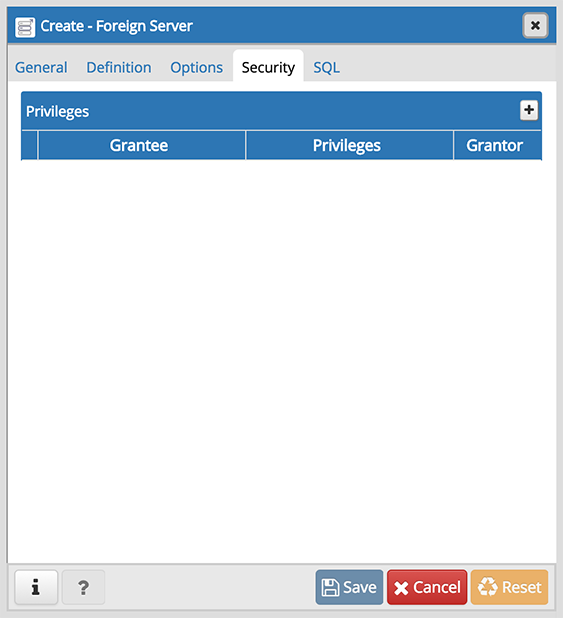 Create - Foreign Server
General Definition Options Security SQL
Privileges
Grantee Privileges Grantor
i ? Save Cancel Reset